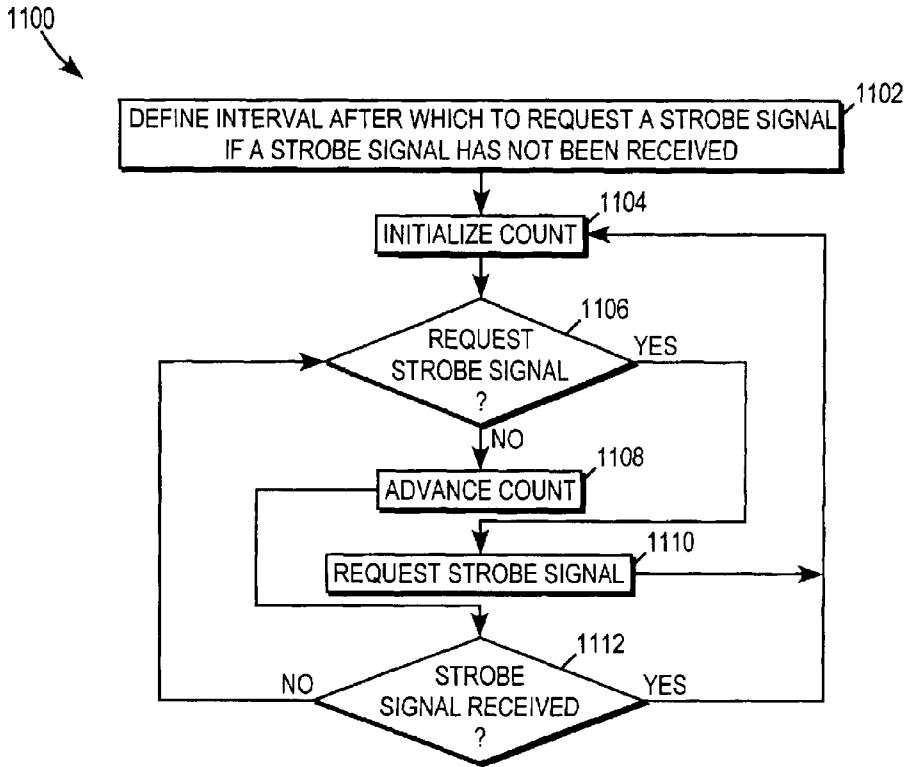 1100
1102
DEFINE INTERVAL AFTER WHICH TO REQUEST A STROBE SIGNAL
IF A STROBE SIGNAL HAS NOT BEEN RECEIVED
1104
INITIALIZE COUNT
1106
REQUEST
STROBE SIGNAL
?
YES
NO
1108
ADVANCE COUNT
1110
REQUEST STROBE SIGNAL
1112
STROBE
SIGNAL RECEIVED
?
NO
YES